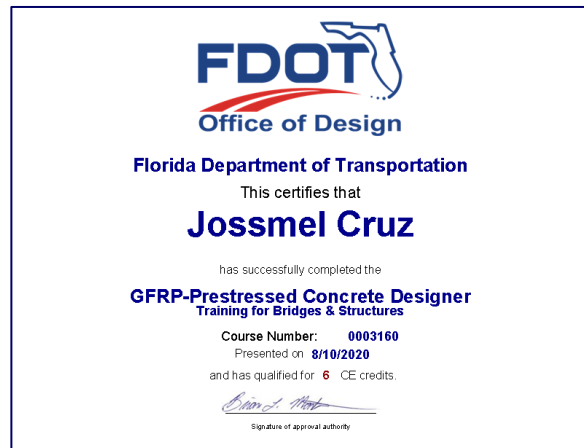 FDOT
Office of Design
Florida Department of Transportation
This certifies that
Jossmel Cruz
has successfully completed the
GFRP-Prestressed Concrete Designer
Training for Bridges & Structures
Course Number: 0003160
Presented on 8/10/2020
and has qualified for 6 CE credits.
Signature of approval authority